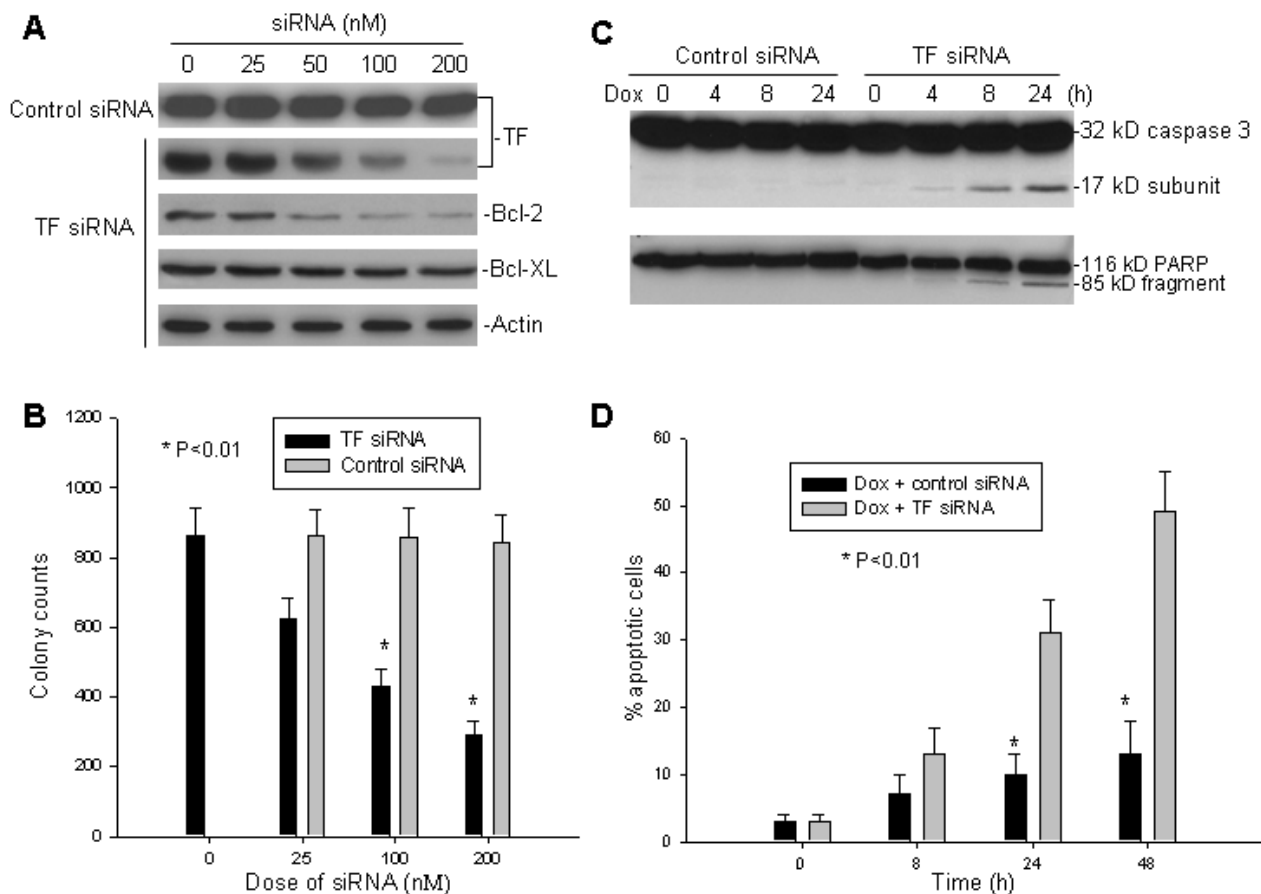 A
siRNA (nM)
0 25 50 100 200
Control siRNA
-TF
TF siRNA
-Bcl-2
-Bcl-XL
-Actin
C
Control siRNA TF siRNA
Dox 0 4 8 24 0 4 8 24 (h)
-32 kD caspase 3
-17 kD subunit
-116 kD PARP
-85 kD fragment
B
1200
1000
800
600
400
200
0
Colony counts
* P<0.01
TF siRNA
Control siRNA
*
*
0 25 100 200
Dose of siRNA (nM)
D
60
50
40
30
20
10
0
% apoptotic cells
Dox + control siRNA
Dox + TF siRNA
* P<0.01
*
*
0 8 24 48
Time (h)